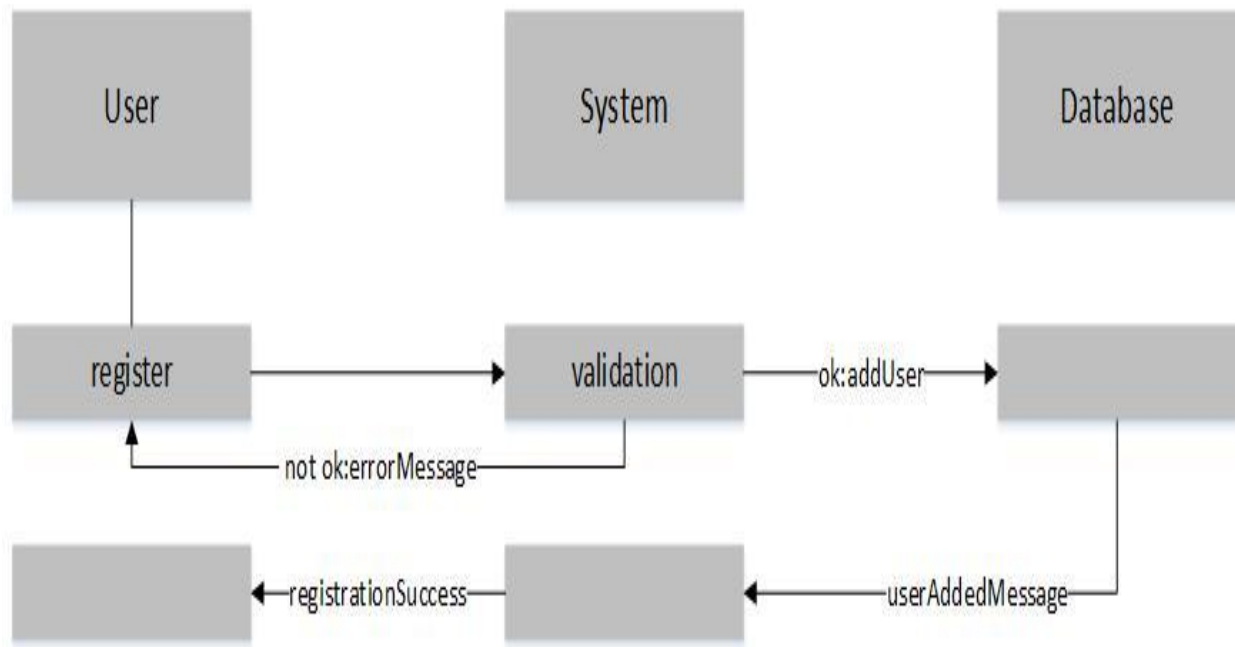 User
System
Database
register
validation
ok:addUser
not ok:errorMessage
registrationSuccess
userAddedMessage